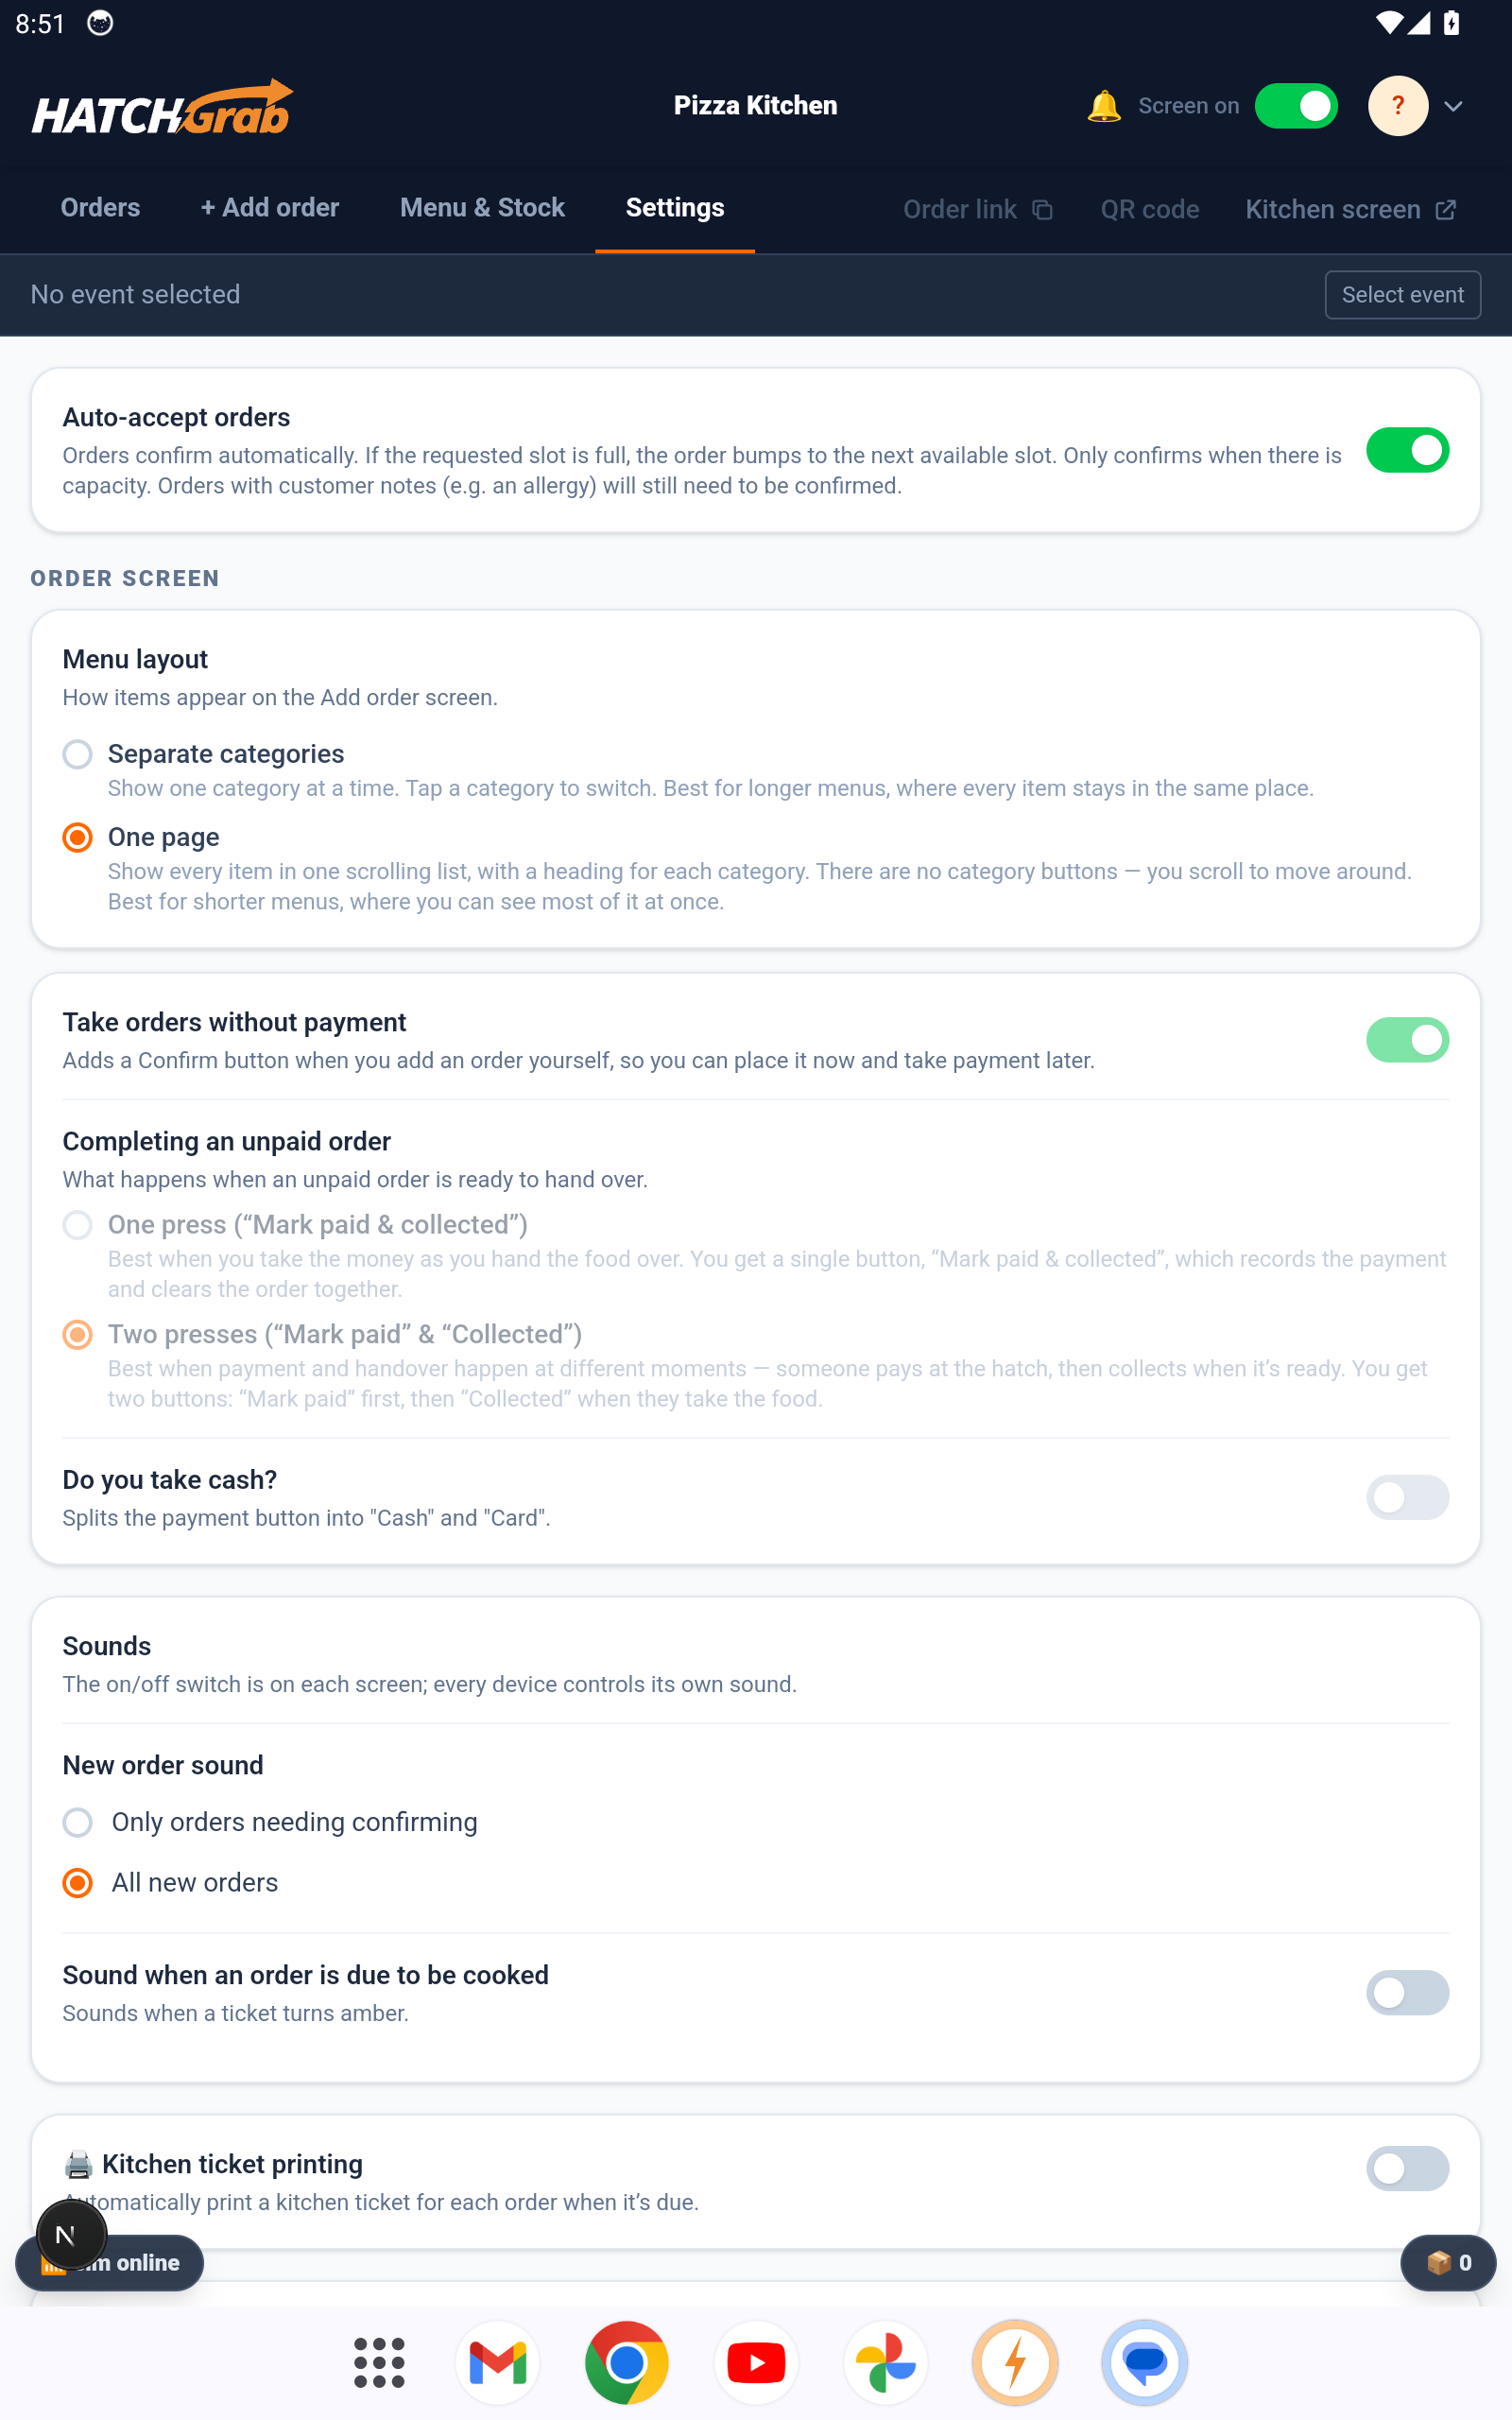 8:51
HATCHGrab
Pizza Kitchen
Screen on
?
Orders
+ Add order
Menu & Stock
Settings
Order link
QR code
Kitchen screen
No event selected
Select event
Auto-accept orders
Orders confirm automatically. If the requested slot is full, the order bumps to the next available slot. Only confirms when there is
capacity. Orders with customer notes (e.g. an allergy) will still need to be confirmed.
ORDER SCREEN
Menu layout
How items appear on the Add order screen.
Separate categories
Show one category at a time. Tap a category to switch. Best for longer menus, where every item stays in the same place.
One page
Show every item in one scrolling list, with a heading for each category. There are no category buttons — you scroll to move around.
Best for shorter menus, where you can see most of it at once.
Take orders without payment
Adds a Confirm button when you add an order yourself, so you can place it now and take payment later.
Completing an unpaid order
What happens when an unpaid order is ready to hand over.
One press (“Mark paid & collected”)
Best when you take the money as you hand the food over. You get a single button, “Mark paid & collected”, which records the payment
and clears the order together.
Two presses (“Mark paid” & “Collected”)
Best when payment and handover happen at different moments — someone pays at the hatch, then collects when it’s ready. You get
two buttons: “Mark paid” first, then “Collected” when they take the food.
Do you take cash?
Splits the payment button into "Cash" and "Card".
Sounds
The on/off switch is on each screen; every device controls its own sound.
New order sound
Only orders needing confirming
All new orders
Sound when an order is due to be cooked
Sounds when a ticket turns amber.
Kitchen ticket printing
Automatically print a kitchen ticket for each order when it’s due.
N
online
0